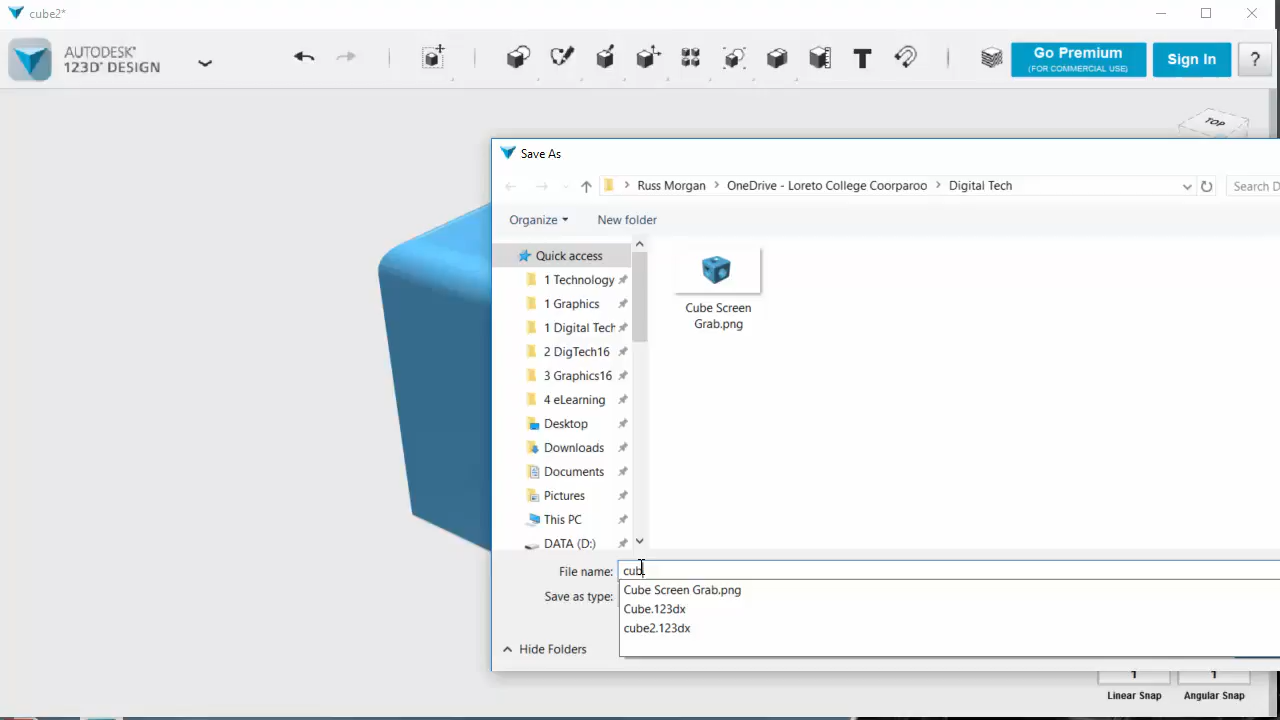 cube2*
AUTODESK®
123D® DESIGN
T
Go Premium
(FOR COMMERCIAL USE)
Sign In
?
TOP
Save As
Russ Morgan > OneDrive - Loreto College Coorparoo > Digital Tech
Search D
Organize
New folder
Quick access
1 Technology
1 Graphics
1 Digital Tech
2 DigTech16
3 Graphics16
4 eLearning
Desktop
Downloads
Documents
Pictures
This PC
DATA (D:)
Cube Screen
Grab.png
File name: cub
Save as type:
Cube Screen Grab.png
Cube.123dx
cube2.123dx
Hide Folders
1 1
Linear Snap Angular Snap